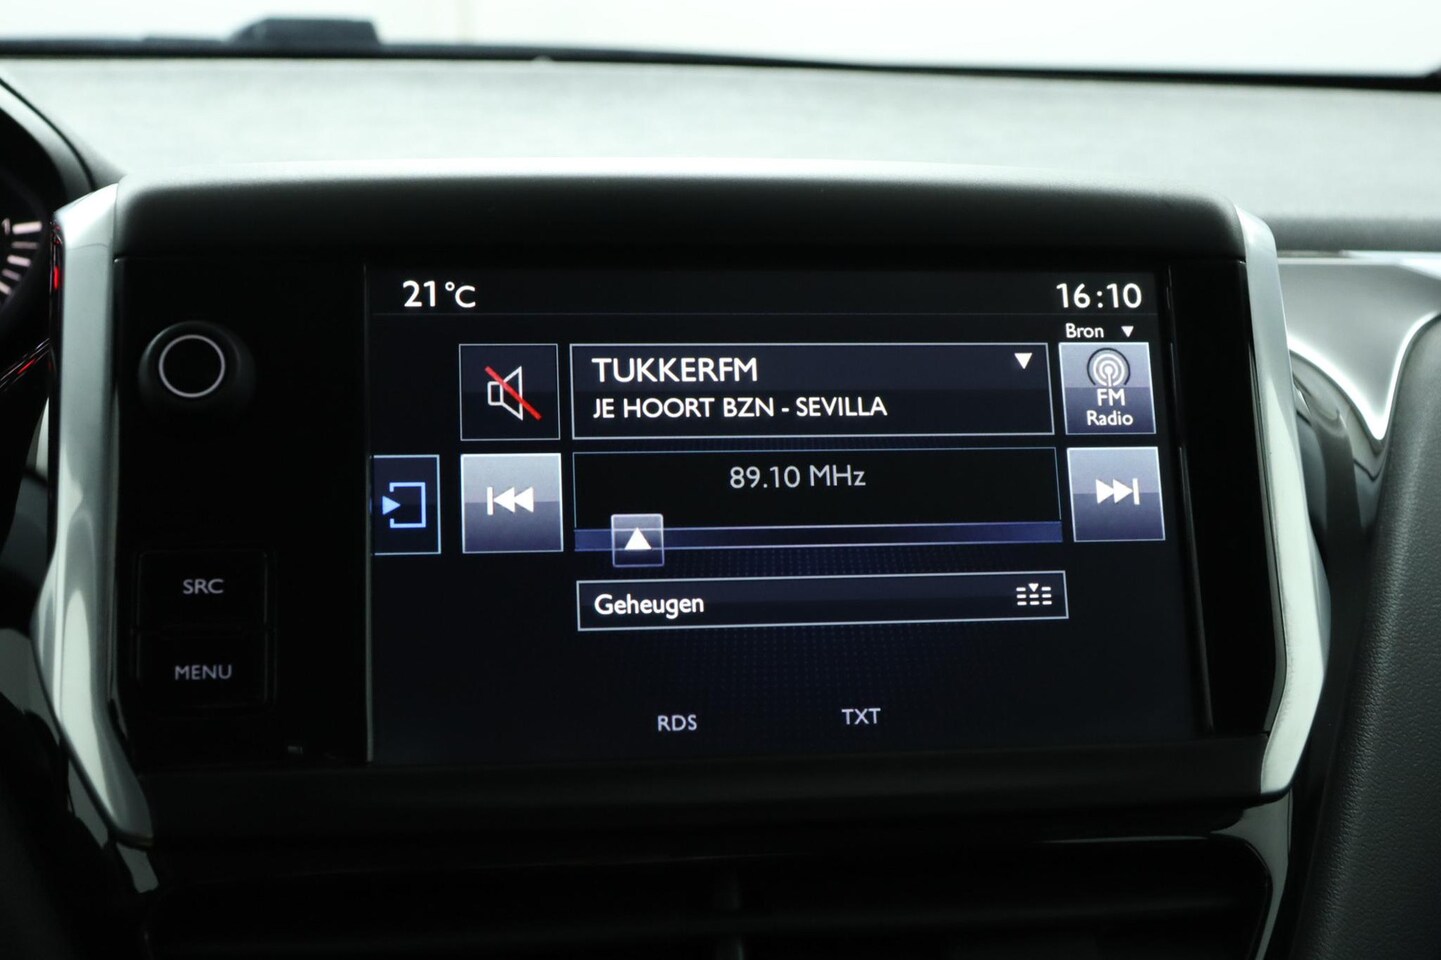 21°C
16:10
Bron
TUKKERFM
JE HOORT BZN - SEVILLA
FM
Radio
89.10 MHz
SRC
Geheugen
MENU
RDS
TXT
1